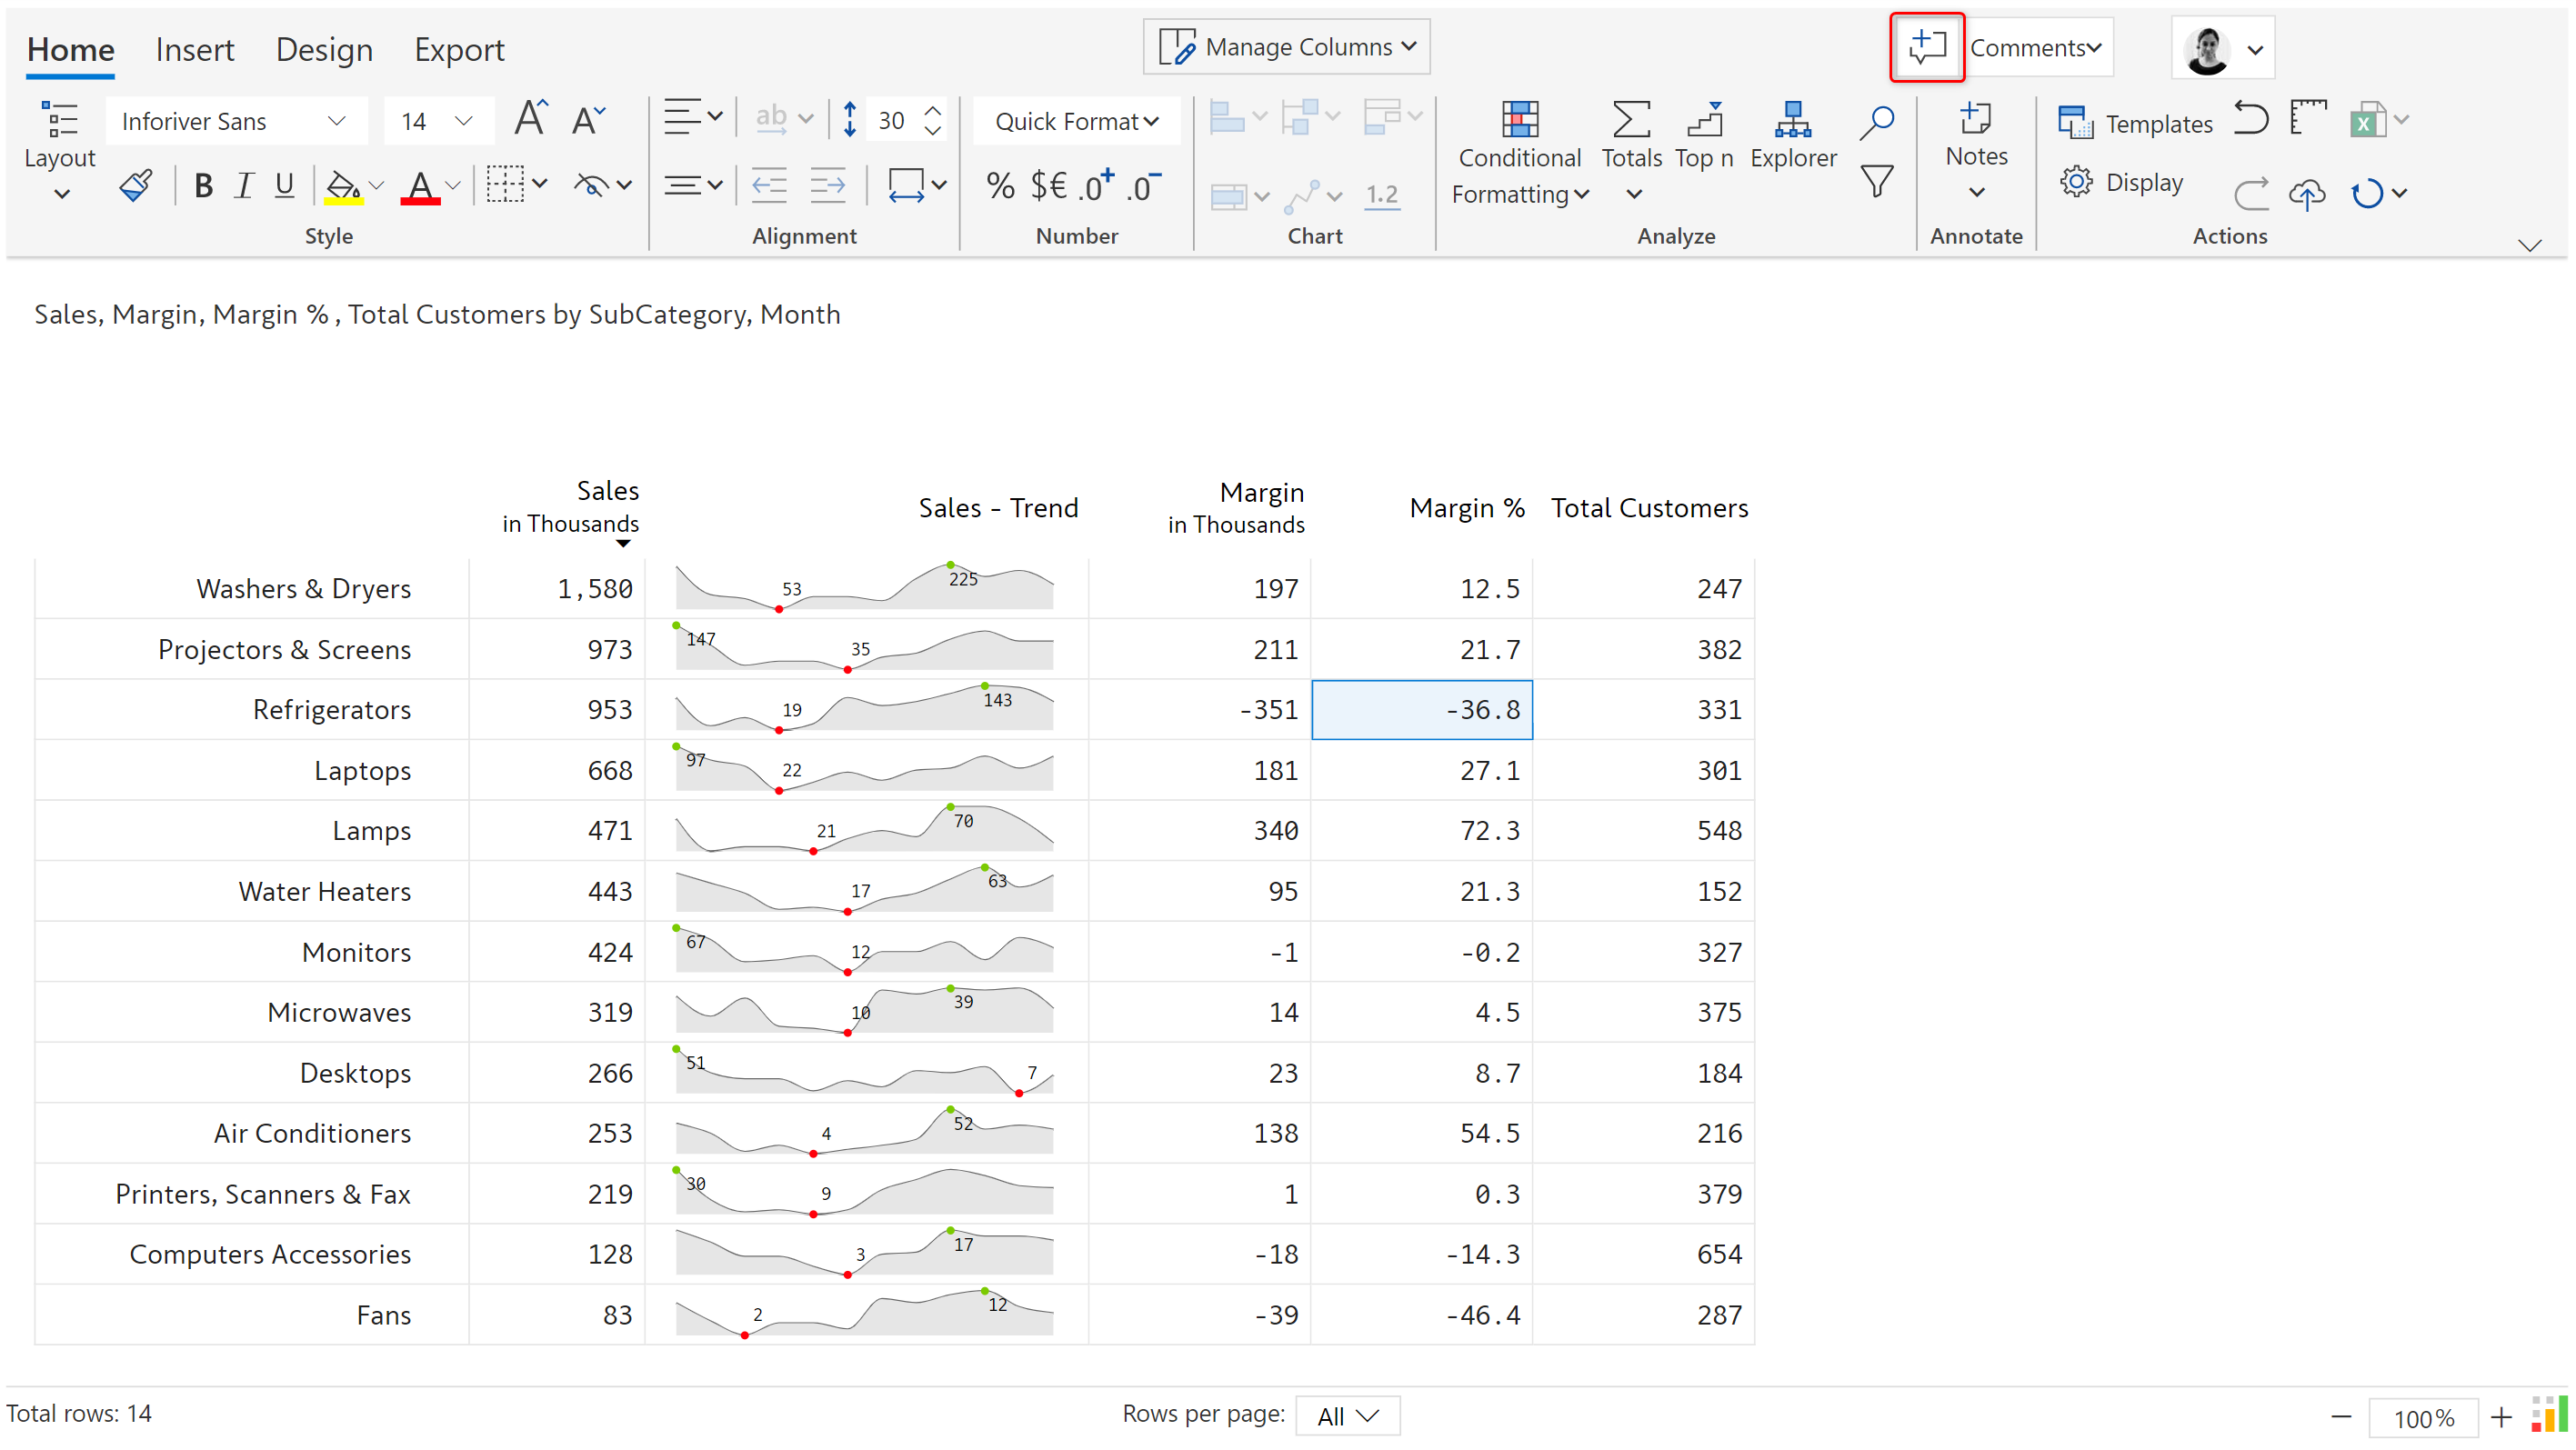 Home Insert Design Export Manage Columns Comments
Inforiver Sans 14 A A ab 30 Quick Format
Layout Conditional Formatting Totals Top n Explorer Notes Templates
B I U A % $€ .0+ .0- 1.2 Display
Style Alignment Number Chart Analyze Annotate Actions
Sales, Margin, Margin % , Total Customers by SubCategory, Month
Sales in Thousands Sales - Trend Margin in Thousands Margin % Total Customers
Washers & Dryers 1,580 53 225 197 12.5 247
Projectors & Screens 973 147 35 211 21.7 382
Refrigerators 953 19 143 -351 -36.8 331
Laptops 668 97 22 181 27.1 301
Lamps 471 21 70 340 72.3 548
Water Heaters 443 17 63 95 21.3 152
Monitors 424 67 12 -1 -0.2 327
Microwaves 319 10 39 14 4.5 375
Desktops 266 51 7 23 8.7 184
Air Conditioners 253 4 52 138 54.5 216
Printers, Scanners & Fax 219 30 9 1 0.3 379
Computers Accessories 128 3 17 -18 -14.3 654
Fans 83 2 12 -39 -46.4 287
Total rows: 14 Rows per page: All 100%